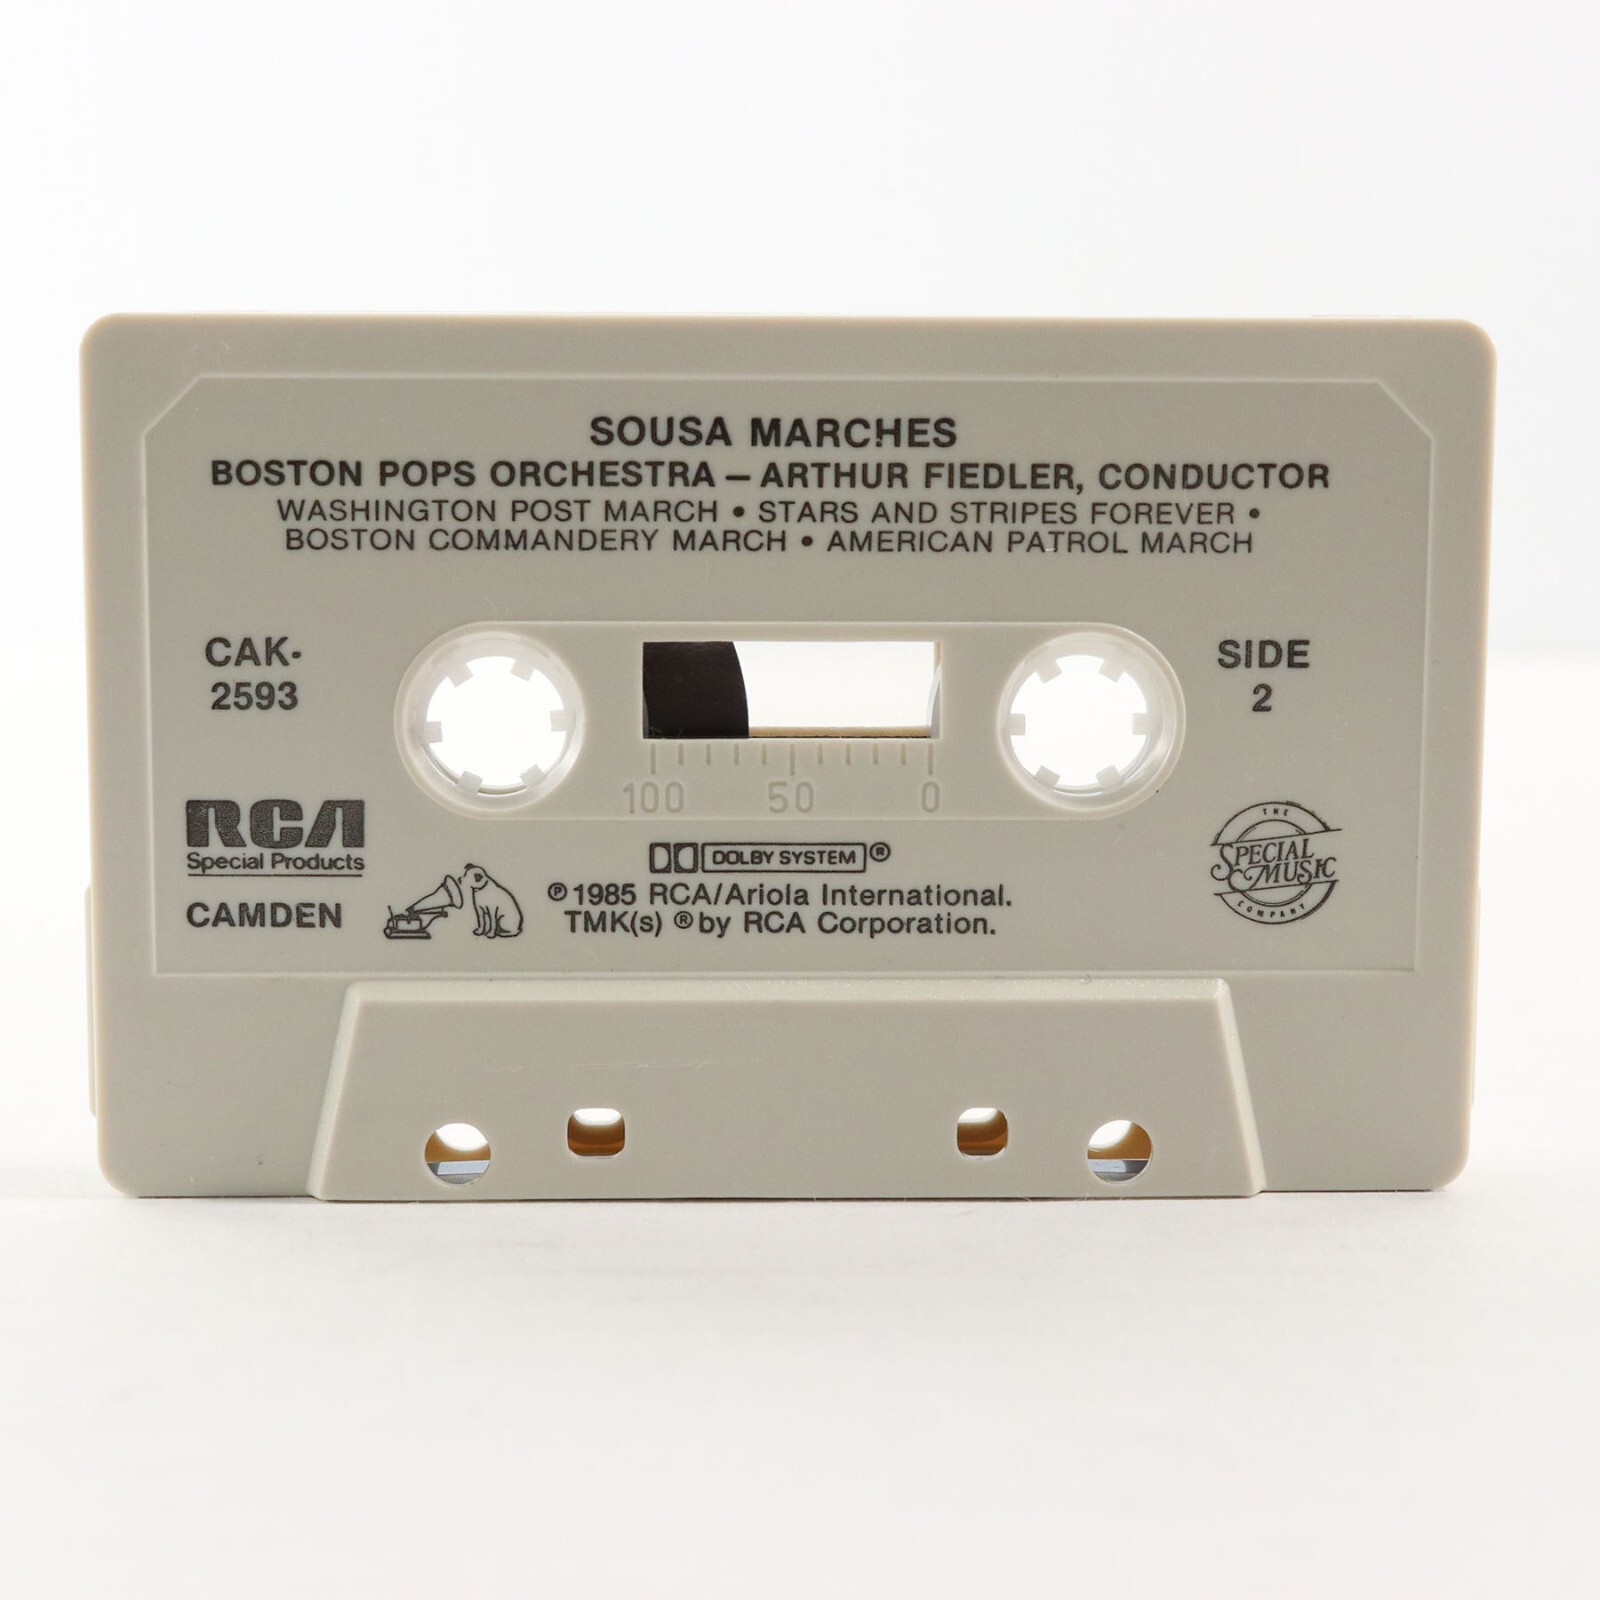 SOUSA MARCHES
BOSTON POPS ORCHESTRA – ARTHUR FIEDLER, CONDUCTOR
WASHINGTON POST MARCH • STARS AND STRIPES FOREVER •
BOSTON COMMANDERY MARCH • AMERICAN PATROL MARCH
CAK-
2593
SIDE
2
100 50 0
RCA
Special Products
CAMDEN
DOLBY SYSTEM ®
℗ 1985 RCA/Ariola International.
TMK(s) ® by RCA Corporation.
THE
SPECIAL
MUSIC
COMPANY